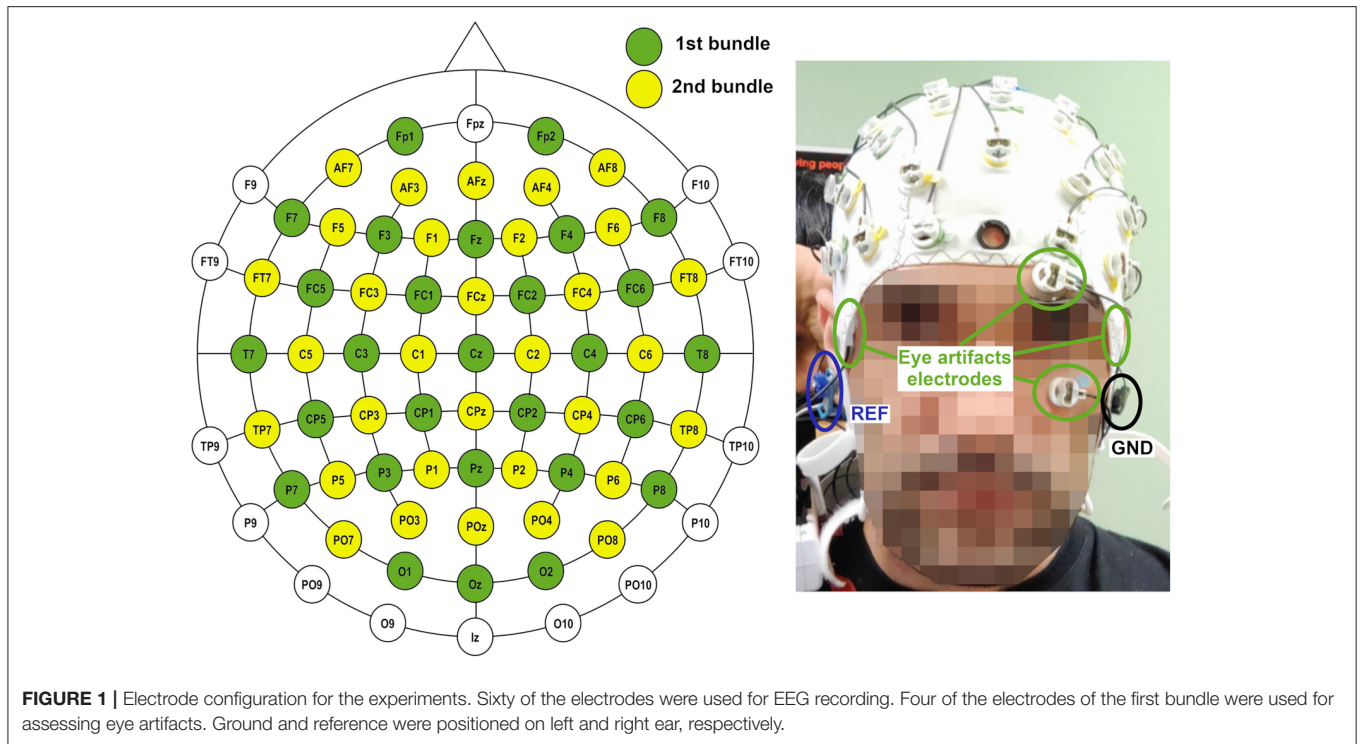 1st bundle
2nd bundle
Fpz
Fp1 Fp2
AF7 AF8
AF3 AFz AF4
F9 F10
F7 F5 F3 F1 Fz F2 F4 F6 F8
FT9 FT10
FT7 FC5 FC3 FC1 FCz FC2 FC4 FC6 FT8
T7 C5 C3 C1 Cz C2 C4 C6 T8
TP7 CP5 CP3 CP1 CPz CP2 CP4 CP6 TP8
TP9 TP10
P7 P5 P3 P1 Pz P2 P4 P6 P8
P9 PO3 POz PO4 P10
PO7 PO8
O1 Oz O2
PO9 PO10
O9 Iz O10
ving peop
Eye artifacts
electrodes
REF
GND
FIGURE 1 | Electrode configuration for the experiments. Sixty of the electrodes were used for EEG recording. Four of the electrodes of the first bundle were used for
assessing eye artifacts. Ground and reference were positioned on left and right ear, respectively.